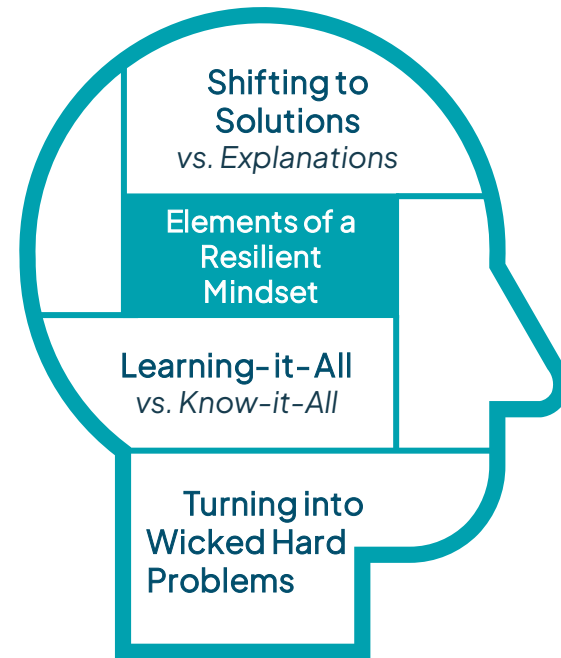 Shifting to
Solutions
vs. Explanations
Elements of a
Resilient
Mindset
Learning-it-All
vs. Know-it-All
Turning into
Wicked Hard
Problems